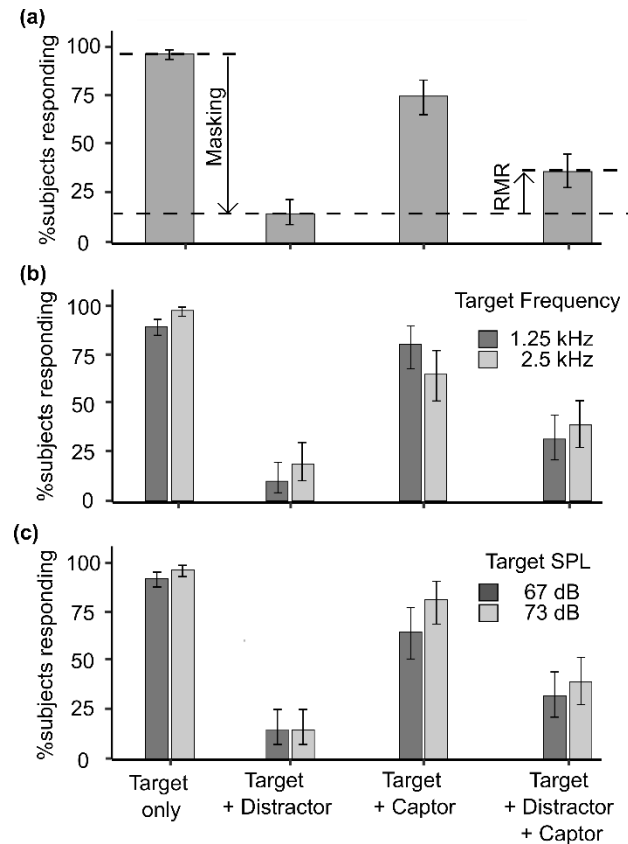 (a)
%subjects responding
100
75
50
25
0
Masking
RMR
(b)
%subjects responding
100
75
50
25
0
Target Frequency
1.25 kHz
2.5 kHz
(c)
%subjects responding
100
75
50
25
0
Target SPL
67 dB
73 dB
Target
only
Target
+ Distractor
Target
+ Captor
Target
+ Distractor
+ Captor